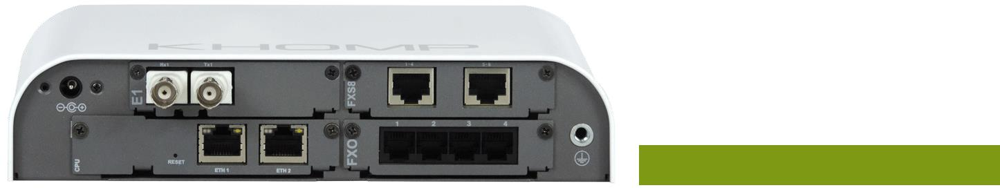 KHOMP
Rx1 Tx1
E1
1-4 5-8
FXS8
CPU
RESET
ETH 1 ETH 2
FXO
1 2 3 4